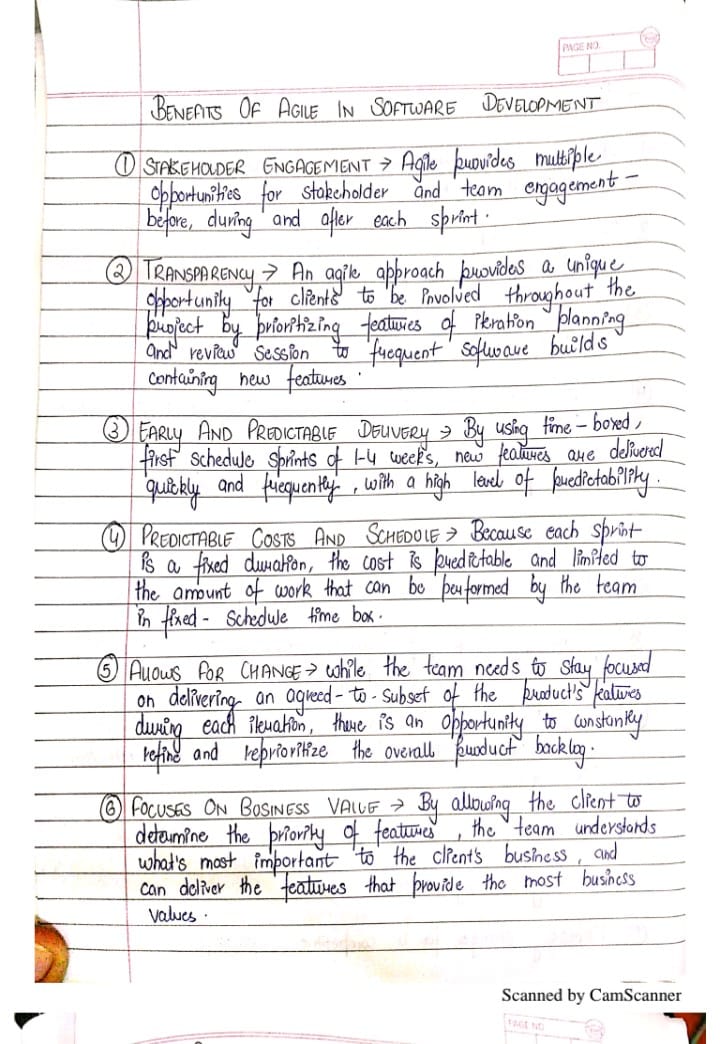 PAGE NO.
BENEFITS OF AGILE IN SOFTWARE DEVELOPMENT
① STAKEHOLDER ENGAGEMENT → Agile provides multiple
opportunities for stakeholder and team engagement -
before, during and after each sprint.
② TRANSPARENCY → An agile approach provides a unique
opportunity for clients to be involved throughout the
project by prioritizing features of iteration planning
and review session to frequent software builds
containing new features.
③ EARLY AND PREDICTABLE DELIVERY → By using time-boxed,
first schedule sprints of 1-4 weeks, new features are delivered
quickly and frequently, with a high level of predictability.
④ PREDICTABLE COSTS AND SCHEDULE → Because each sprint
is a fixed duration, the cost is predictable and limited to
the amount of work that can be performed by the team
in fixed- schedule time box.
⑤ ALLOWS FOR CHANGE → while the team needs to stay focused
on delivering an agreed-to-subset of the product's features
during each iteration, there is an opportunity to constantly
refine and reprioritize the overall product backlog.
⑥ FOCUSES ON BUSINESS VALUE → By allowing the client to
determine the priority of features, the team understands
what's most important to the client's business, and
can deliver the features that provide the most business
values.
Scanned by CamScanner
PAGE NO